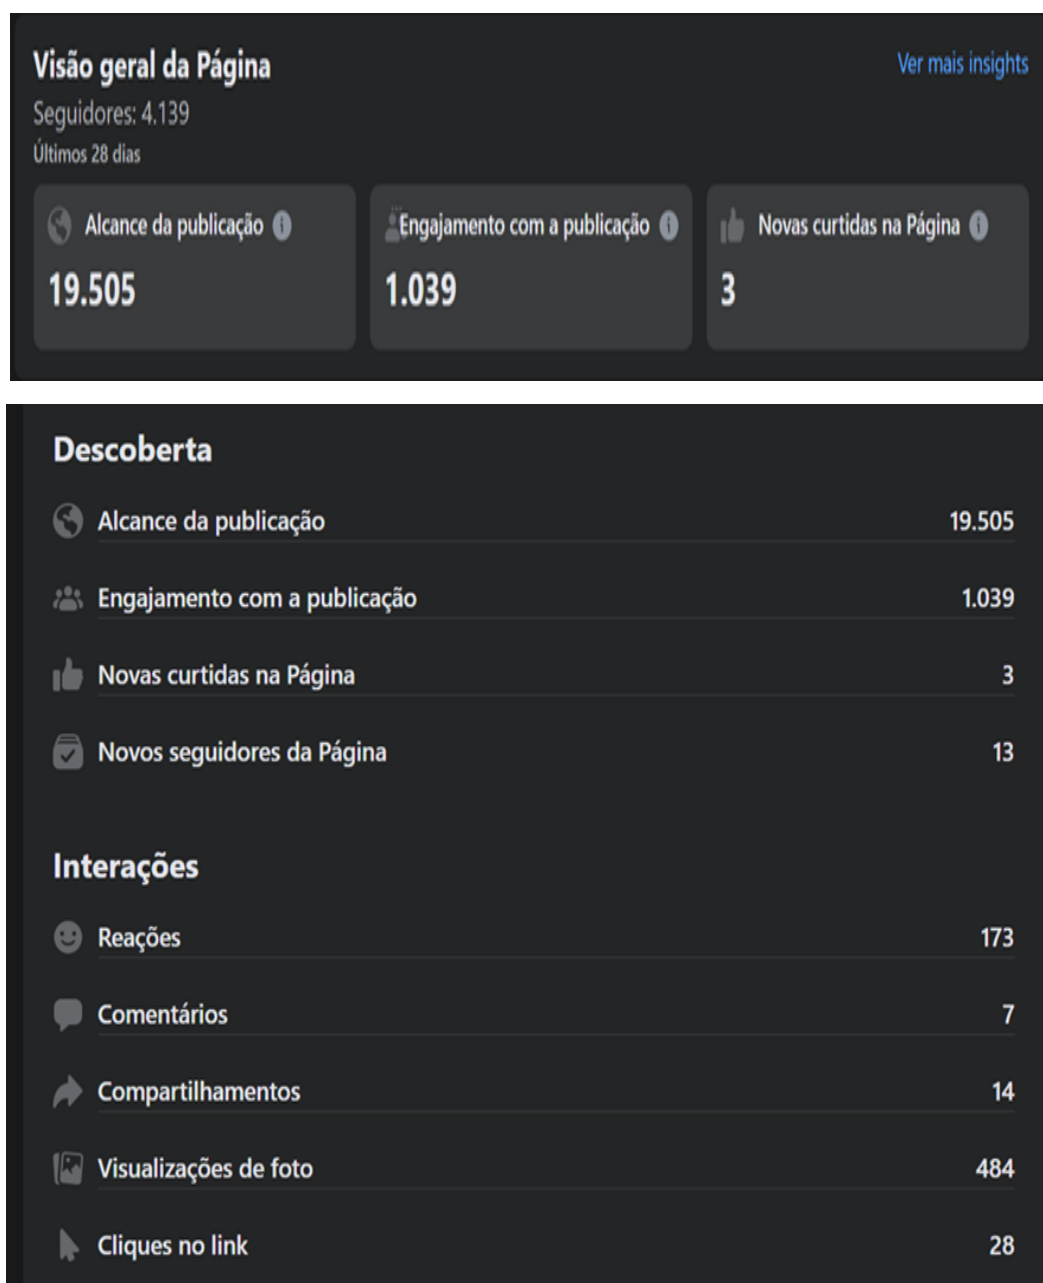 Visão geral da Página
Ver mais insights
Seguidores: 4.139
Últimos 28 dias
Alcance da publicação
19.505
Engajamento com a publicação
1.039
Novas curtidas na Página
3
Descoberta
Alcance da publicação 19.505
Engajamento com a publicação 1.039
Novas curtidas na Página 3
Novos seguidores da Página 13
Interações
Reações 173
Comentários 7
Compartilhamentos 14
Visualizações de foto 484
Cliques no link 28